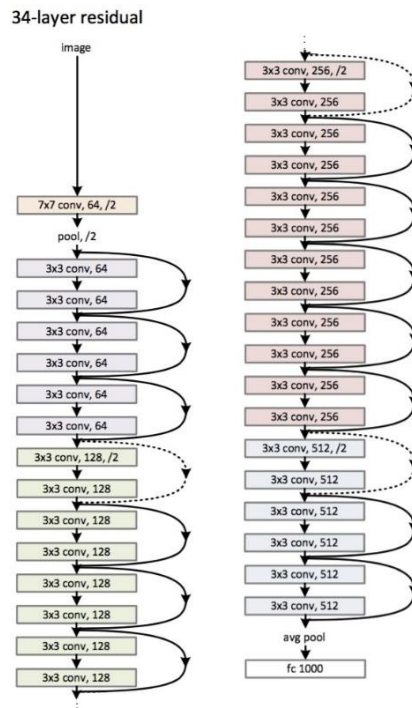 34-layer residual
image
7x7 conv, 64, /2
pool, /2
3x3 conv, 64
3x3 conv, 64
3x3 conv, 64
3x3 conv, 64
3x3 conv, 64
3x3 conv, 64
3x3 conv, 128, /2
3x3 conv, 128
3x3 conv, 128
3x3 conv, 128
3x3 conv, 128
3x3 conv, 128
3x3 conv, 128
3x3 conv, 128
3x3 conv, 256, /2
3x3 conv, 256
3x3 conv, 256
3x3 conv, 256
3x3 conv, 256
3x3 conv, 256
3x3 conv, 256
3x3 conv, 256
3x3 conv, 256
3x3 conv, 256
3x3 conv, 256
3x3 conv, 256
3x3 conv, 512, /2
3x3 conv, 512
3x3 conv, 512
3x3 conv, 512
3x3 conv, 512
3x3 conv, 512
avg pool
fc 1000